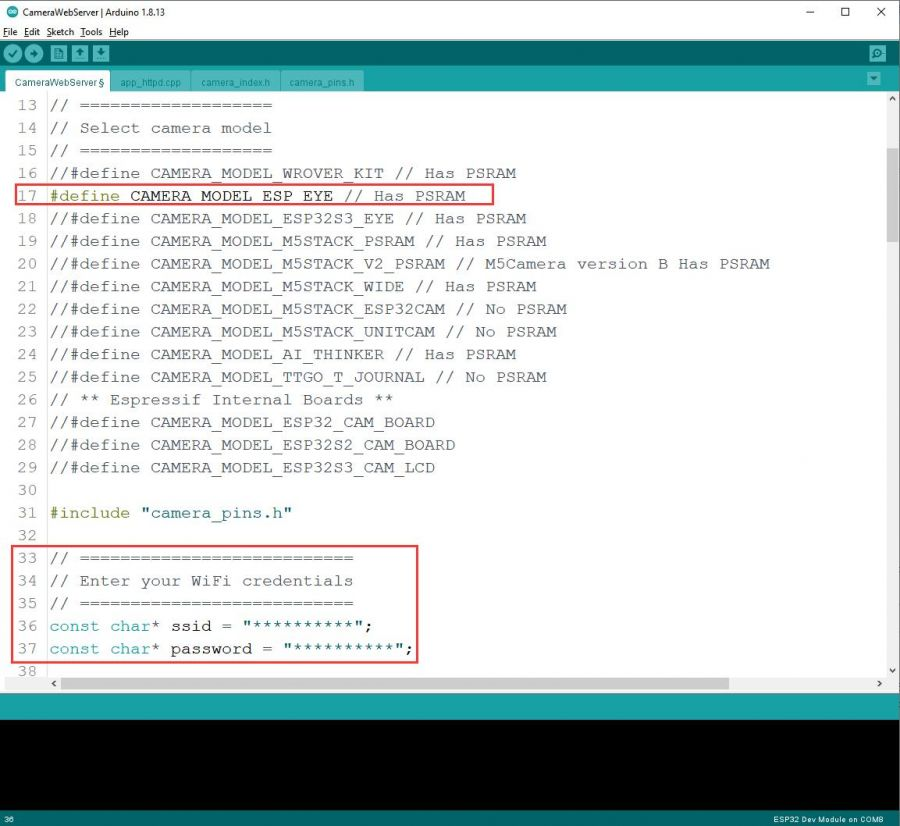 CameraWebServer | Arduino 1.8.13
File Edit Sketch Tools Help
CameraWebServer § app_httpd.cpp camera_index.h camera_pins.h
13 // ===================
14 // Select camera model
15 // ===================
16 //#define CAMERA_MODEL_WROVER_KIT // Has PSRAM
17 #define CAMERA_MODEL_ESP_EYE // Has PSRAM
18 //#define CAMERA_MODEL_ESP32S3_EYE // Has PSRAM
19 //#define CAMERA_MODEL_M5STACK_PSRAM // Has PSRAM
20 //#define CAMERA_MODEL_M5STACK_V2_PSRAM // M5Camera version B Has PSRAM
21 //#define CAMERA_MODEL_M5STACK_WIDE // Has PSRAM
22 //#define CAMERA_MODEL_M5STACK_ESP32CAM // No PSRAM
23 //#define CAMERA_MODEL_M5STACK_UNITCAM // No PSRAM
24 //#define CAMERA_MODEL_AI_THINKER // Has PSRAM
25 //#define CAMERA_MODEL_TTGO_T_JOURNAL // No PSRAM
26 // ** Espressif Internal Boards **
27 //#define CAMERA_MODEL_ESP32_CAM_BOARD
28 //#define CAMERA_MODEL_ESP32S2_CAM_BOARD
29 //#define CAMERA_MODEL_ESP32S3_CAM_LCD
30
31 #include "camera_pins.h"
32
33 // ===========================
34 // Enter your WiFi credentials
35 // ===========================
36 const char* ssid = "**********";
37 const char* password = "**********";
38
36 ESP32 Dev Module on COM8